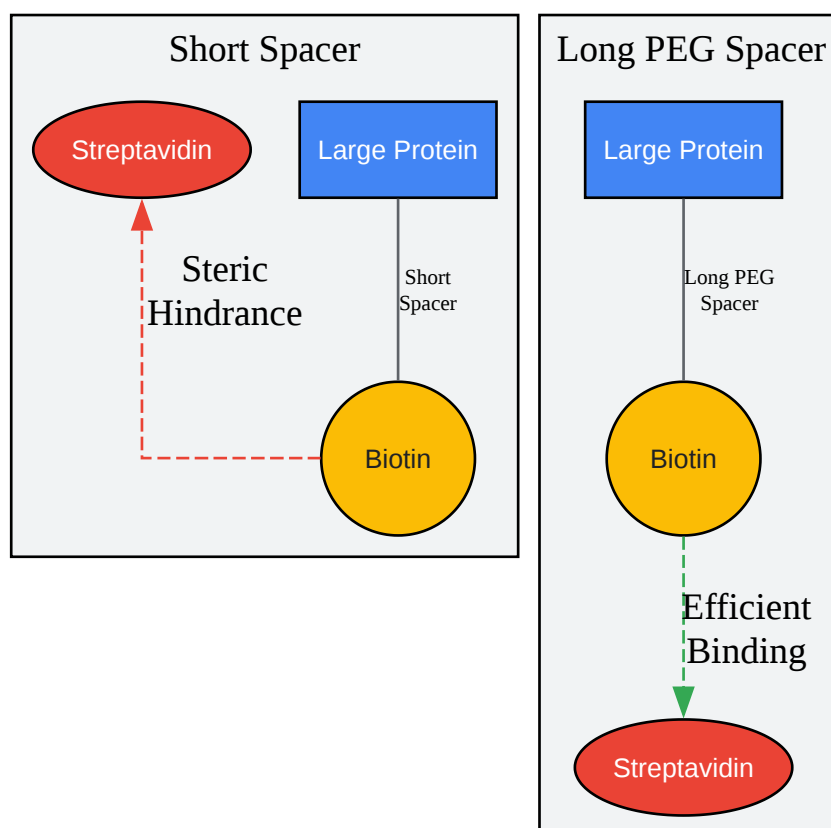 Short Spacer
Streptavidin
Large Protein
Steric
Hindrance
Short
Spacer
Biotin
Long PEG Spacer
Large Protein
Long PEG
Spacer
Biotin
Efficient
Binding
Streptavidin